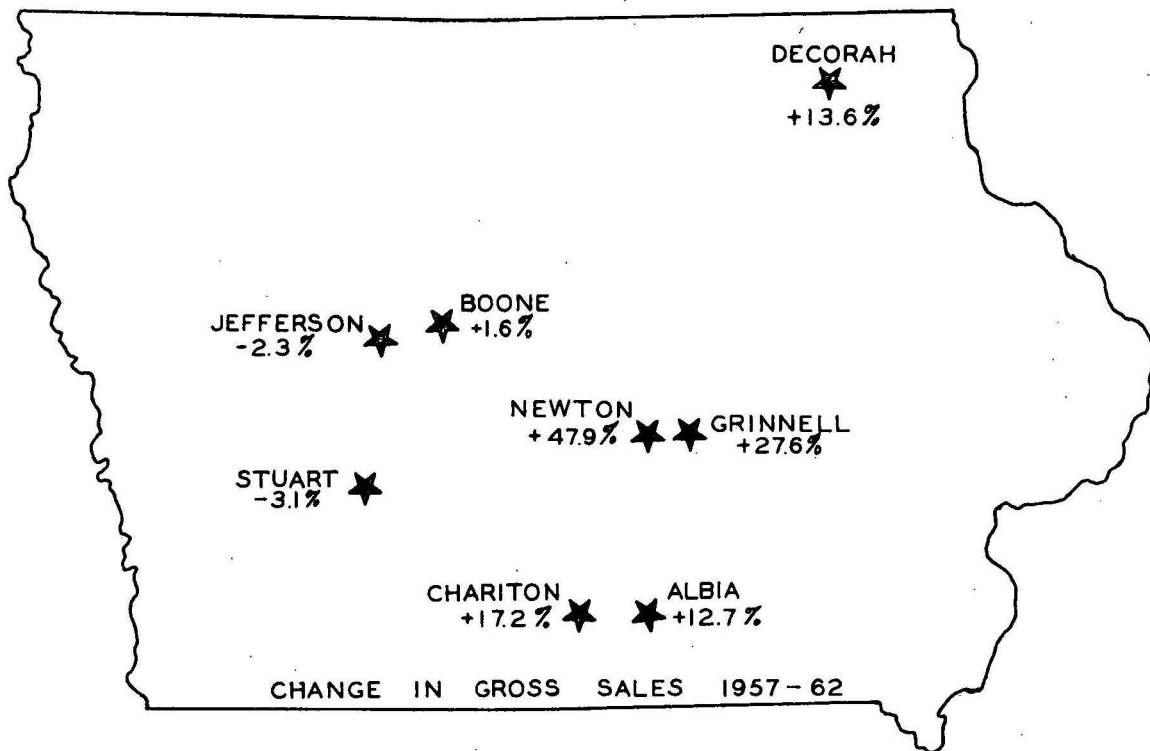 DECORAH
+13.6%
BOONE
+1.6%
JEFFERSON
-2.3%
NEWTON
+47.9%
GRINNELL
+27.6%
STUART
-3.1%
CHARITON
+17.2%
ALBIA
+12.7%
CHANGE IN GROSS SALES 1957-62